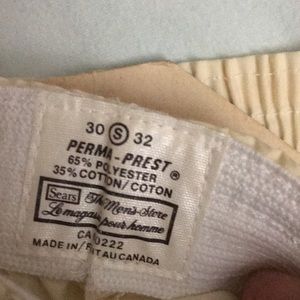 30 S 32
PERMA-PREST ®
65% POLYESTER
35% COTTON/COTON
Sears The Men's Store
Le magasin pour homme
CA 0222
MADE IN/FAIT AU CANADA